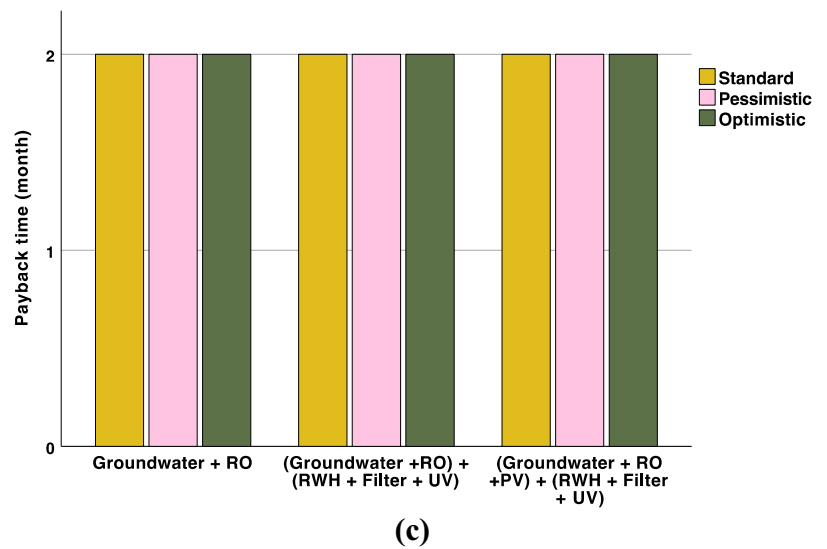 2
1
0
Payback time (month)
Standard
Pessimistic
Optimistic
Groundwater + RO
(Groundwater +RO) +
(RWH + Filter + UV)
(Groundwater + RO
+PV) + (RWH + Filter
+ UV)
(c)